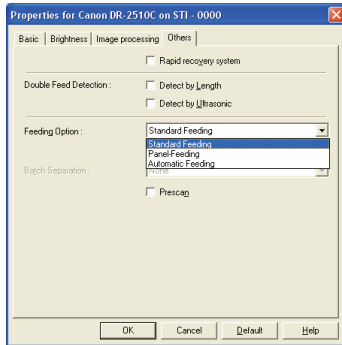 Properties for Canon DR-2510C on STI - 0000
Basic Brightness Image processing Others
Rapid recovery system
Double Feed Detection : Detect by Length
Detect by Ultrasonic
Feeding Option : Standard Feeding
Standard Feeding
Panel-Feeding
Automatic Feeding
Batch Separation : None
Prescan
OK Cancel Default Help